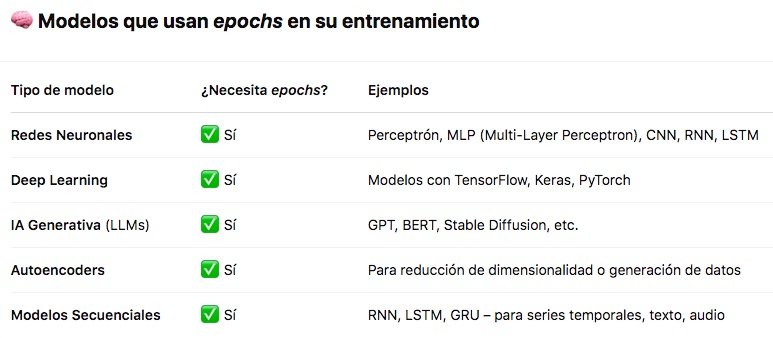 🧠 Modelos que usan epochs en su entrenamiento
Tipo de modelo ¿Necesita epochs? Ejemplos
Redes Neuronales ✅ Sí Perceptrón, MLP (Multi-Layer Perceptron), CNN, RNN, LSTM
Deep Learning ✅ Sí Modelos con TensorFlow, Keras, PyTorch
IA Generativa (LLMs) ✅ Sí GPT, BERT, Stable Diffusion, etc.
Autoencoders ✅ Sí Para reducción de dimensionalidad o generación de datos
Modelos Secuenciales ✅ Sí RNN, LSTM, GRU – para series temporales, texto, audio